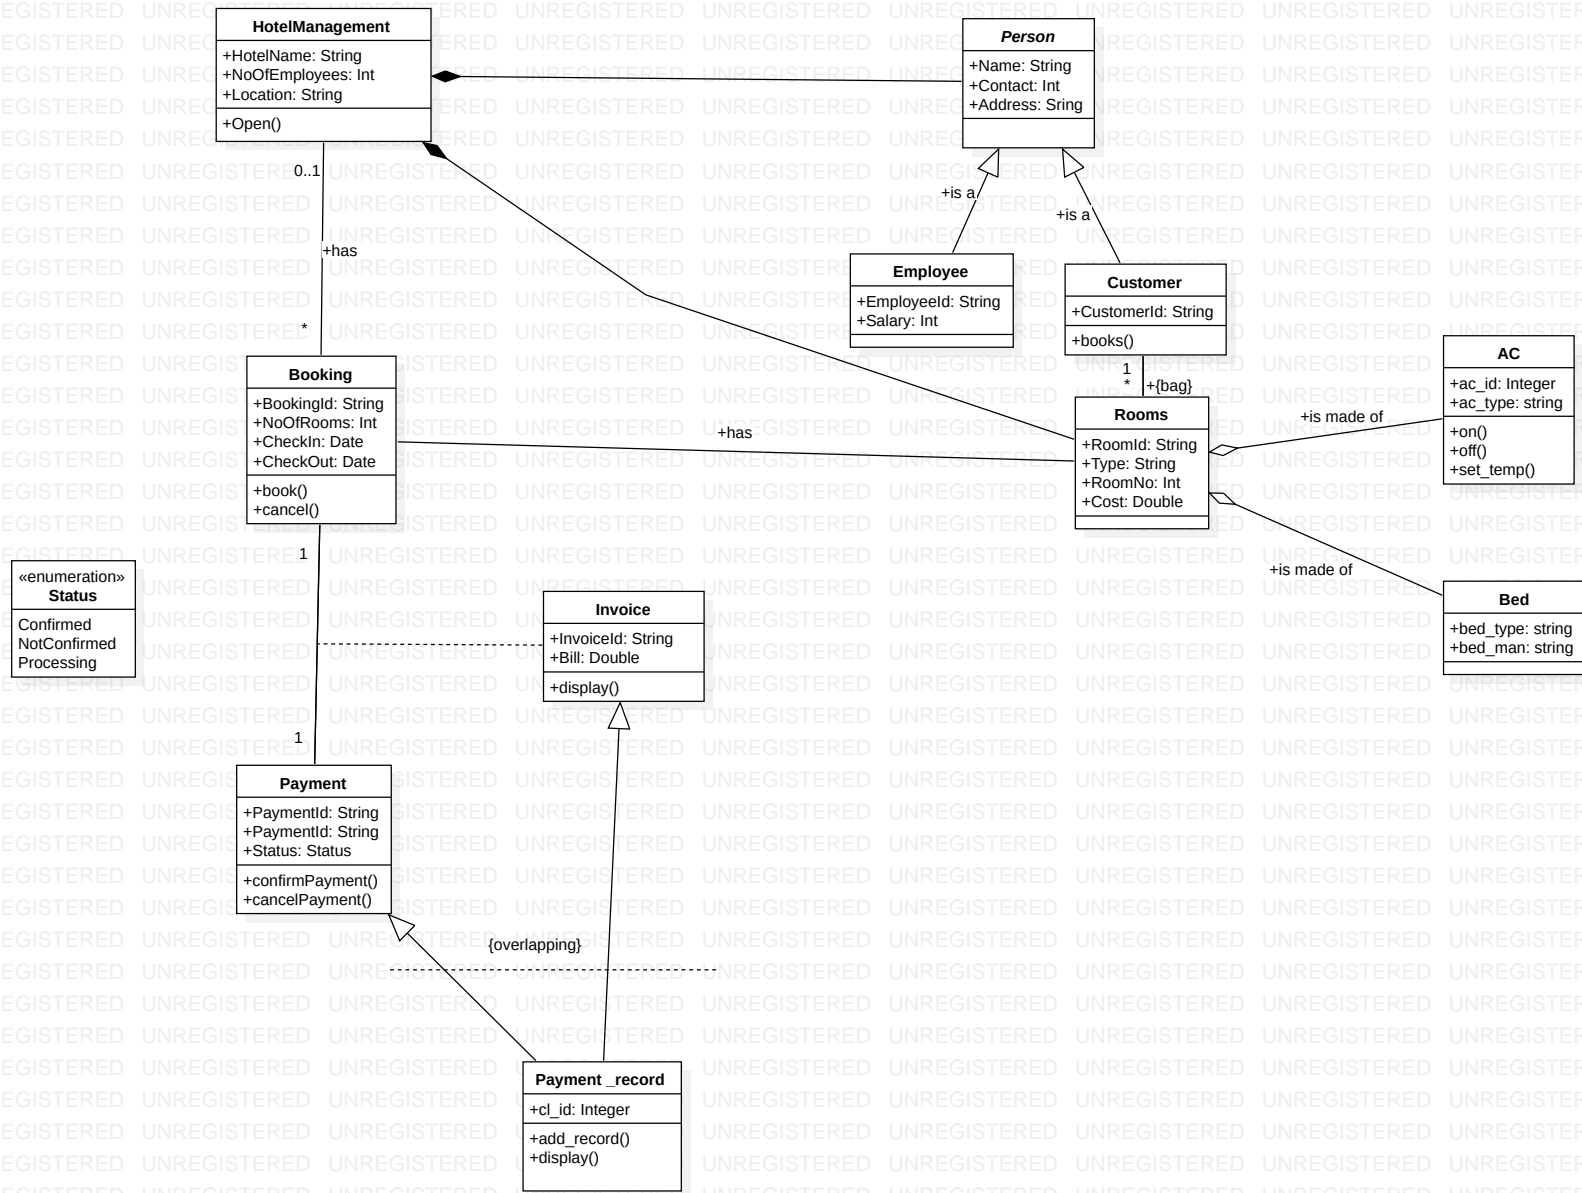 HotelManagement
+HotelName: String
+NoOfEmployees: Int
+Location: String
+Open()
Person
+Name: String
+Contact: Int
+Address: Sring
0..1
+has
*
+is a
+is a
Employee
+EmployeeId: String
+Salary: Int
Customer
+CustomerId: String
+books()
1
*
+{bag}
Booking
+BookingId: String
+NoOfRooms: Int
+CheckIn: Date
+CheckOut: Date
+book()
+cancel()
+has
Rooms
+RoomId: String
+Type: String
+RoomNo: Int
+Cost: Double
+is made of
AC
+ac_id: Integer
+ac_type: string
+on()
+off()
+set_temp()
+is made of
Bed
+bed_type: string
+bed_man: string
1
«enumeration»
Status
Confirmed
NotConfirmed
Processing
Invoice
+InvoiceId: String
+Bill: Double
+display()
1
Payment
+PaymentId: String
+PaymentId: String
+Status: Status
+confirmPayment()
+cancelPayment()
{overlapping}
Payment _record
+cl_id: Integer
+add_record()
+display()
UNREGISTERED